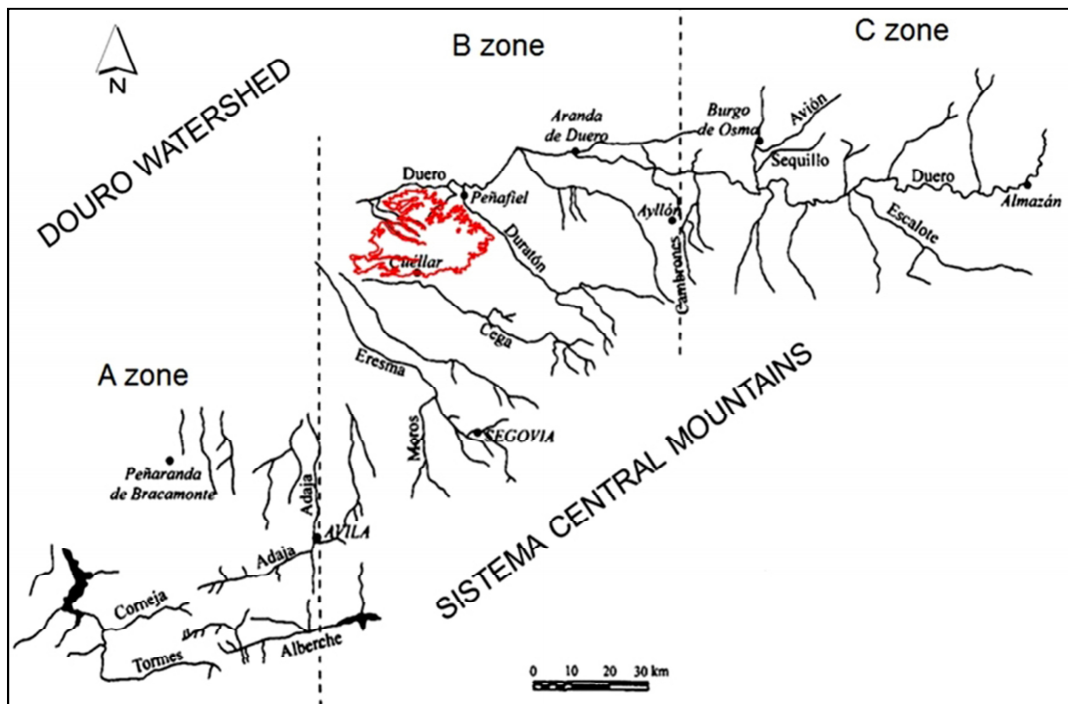 B zone
C zone
N
DOURO WATERSHED
Aranda
de Duero
Burgo
de Osma
Avión
Sequillo
Duero
Peñafiel
Ayllón
Duero
Almazán
Escalote
Cuéllar
Duratón
Cambrones
Cega
Eresma
A zone
Moros
SEGOVIA
Peñaranda
de Bracamonte
Adaja
AVILA
Adaja
Corneja
Tormes
Alberche
SISTEMA CENTRAL MOUNTAINS
0 10 20 30 km